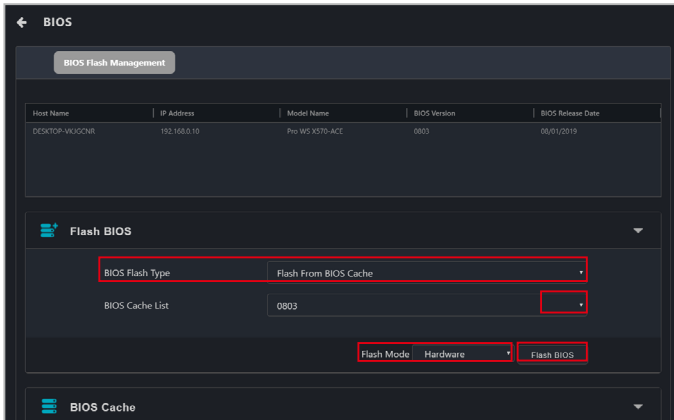 BIOS
BIOS Flash Management
Host Name IP Address Model Name BIOS Version BIOS Release Date
DESKTOP-VKJGCNR 192.168.0.10 Pro WS X570-ACE 0803 08/01/2019
Flash BIOS
BIOS Flash Type Flash From BIOS Cache
BIOS Cache List 0803
Flash Mode Hardware Flash BIOS
BIOS Cache